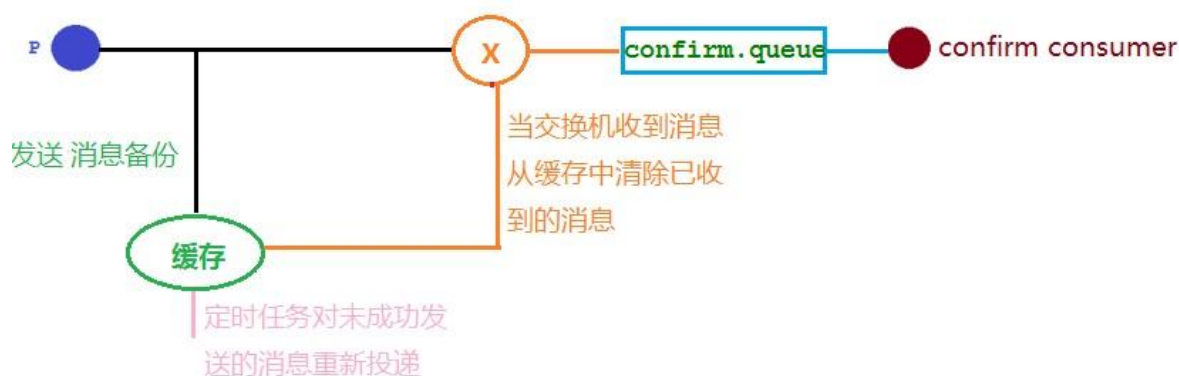 P
X
confirm.queue
confirm consumer
发送 消息备份
当交换机收到消息
从缓存中清除已收
到的消息
缓存
定时任务对未成功发
送的消息重新投递